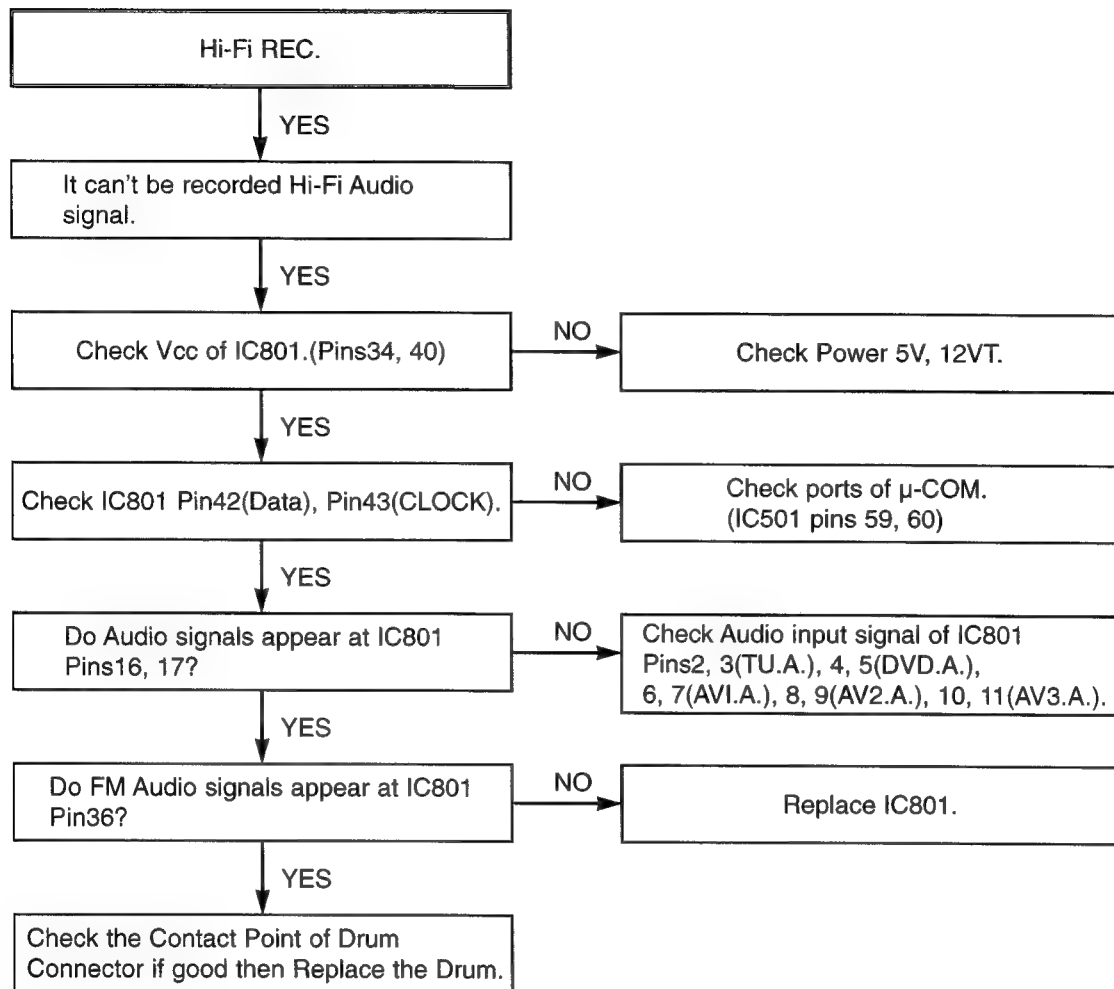 Hi-Fi REC.
YES
It can't be recorded Hi-Fi Audio
signal.
YES
Check Vcc of IC801.(Pins34, 40)
NO
Check Power 5V, 12VT.
YES
Check IC801 Pin42(Data), Pin43(CLOCK).
NO
Check ports of µ-COM.
(IC501 pins 59, 60)
YES
Do Audio signals appear at IC801
Pins16, 17?
NO
Check Audio input signal of IC801
Pins2, 3(TU.A.), 4, 5(DVD.A.),
6, 7(AVI.A.), 8, 9(AV2.A.), 10, 11(AV3.A.).
YES
Do FM Audio signals appear at IC801
Pin36?
NO
Replace IC801.
YES
Check the Contact Point of Drum
Connector if good then Replace the Drum.